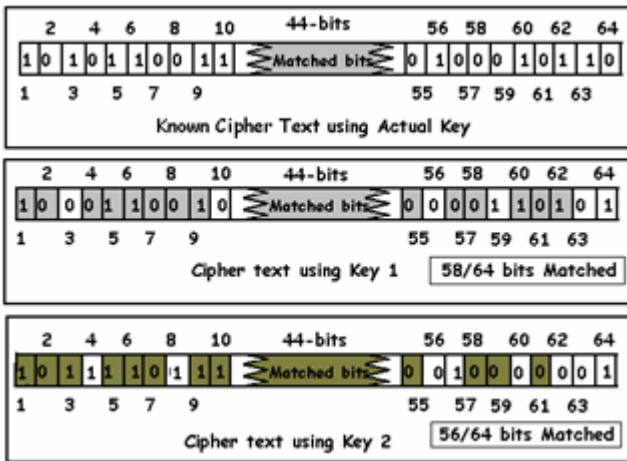 2 4 6 8 10 44-bits 56 58 60 62 64
1 0 1 0 1 1 0 0 1 1 Matched bits 0 1 0 0 0 1 0 1 1 0
1 3 5 7 9 55 57 59 61 63
Known Cipher Text using Actual Key
2 4 6 8 10 44-bits 56 58 60 62 64
1 0 0 0 1 1 0 0 1 0 Matched bits 0 0 0 0 1 1 0 1 0 1
1 3 5 7 9 55 57 59 61 63
Cipher text using Key 1 58/64 bits Matched
2 4 6 8 10 44-bits 56 58 60 62 64
1 0 1 1 1 1 0 1 1 1 Matched bits 0 0 1 0 0 0 0 0 0 1
1 3 5 7 9 55 57 59 61 63
Cipher text using Key 2 56/64 bits Matched